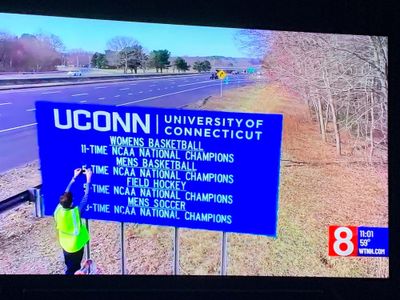 UCONN | UNIVERSITY OF CONNECTICUT
WOMENS BASKETBALL
11-TIME NCAA NATIONAL CHAMPIONS
MENS BASKETBALL
-TIME NCAA NATIONAL CHAMPIONS
FIELD HOCKEY
5-TIME NCAA NATIONAL CHAMPIONS
MENS SOCCER
-TIME NCAA NATIONAL CHAMPIONS
8
11:01
59°
WTNH.COM